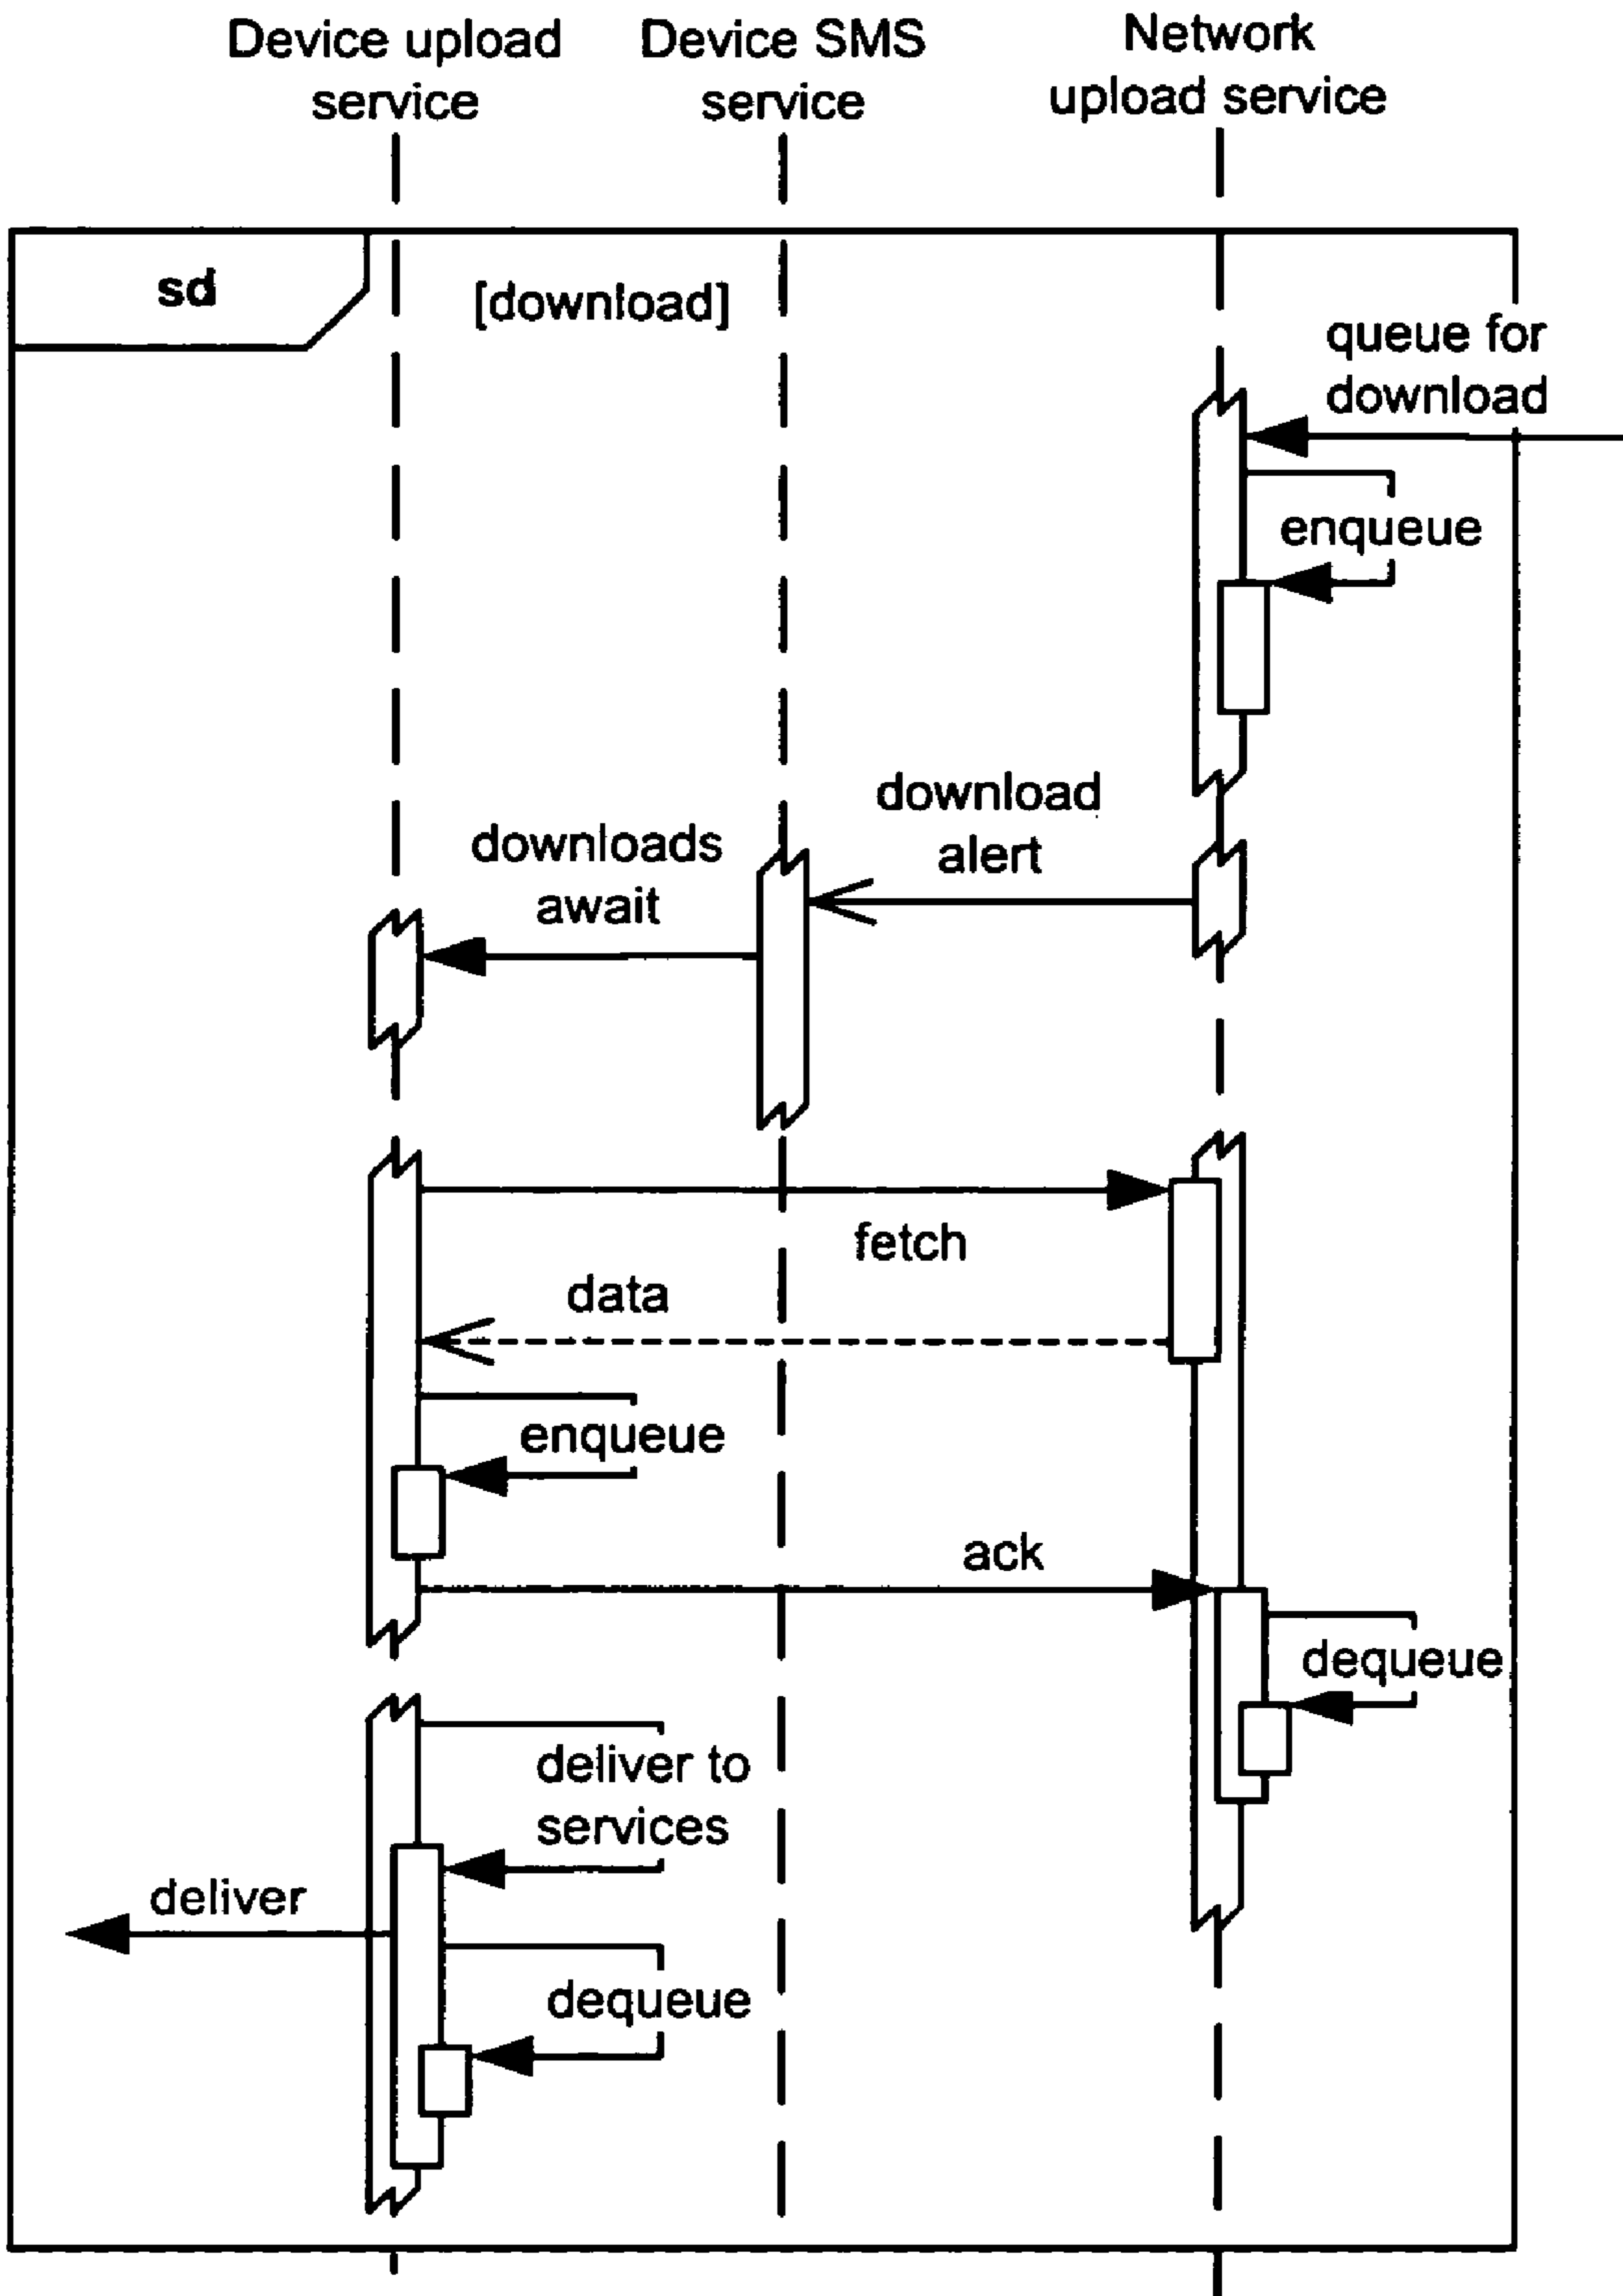 Device upload
service
Device SMS
service
Network
upload service
sd
[download]
queue for
download
enqueue
download
alert
downloads
await
fetch
data
enqueue
ack
dequeue
deliver to
services
deliver
dequeue